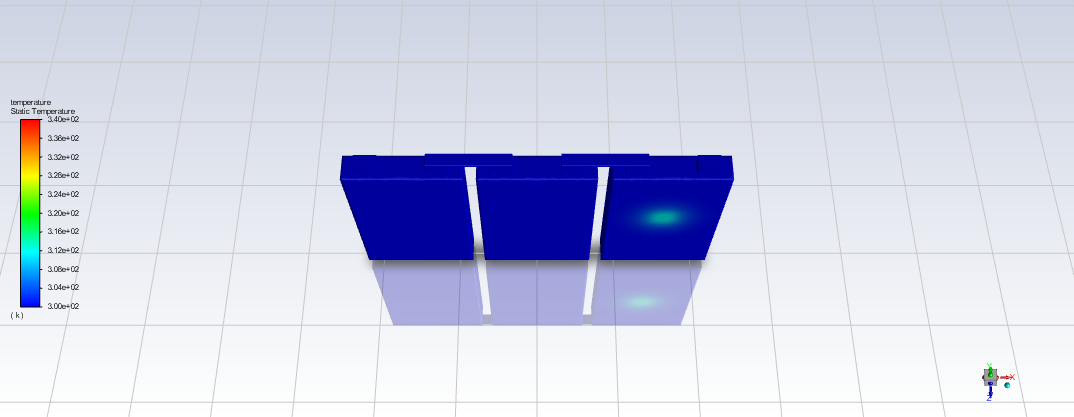 temperature
Static Temperature
3.40e+02
3.36e+02
3.32e+02
3.28e+02
3.24e+02
3.20e+02
3.16e+02
3.12e+02
3.08e+02
3.04e+02
3.00e+02
( k )
Y
X
Z